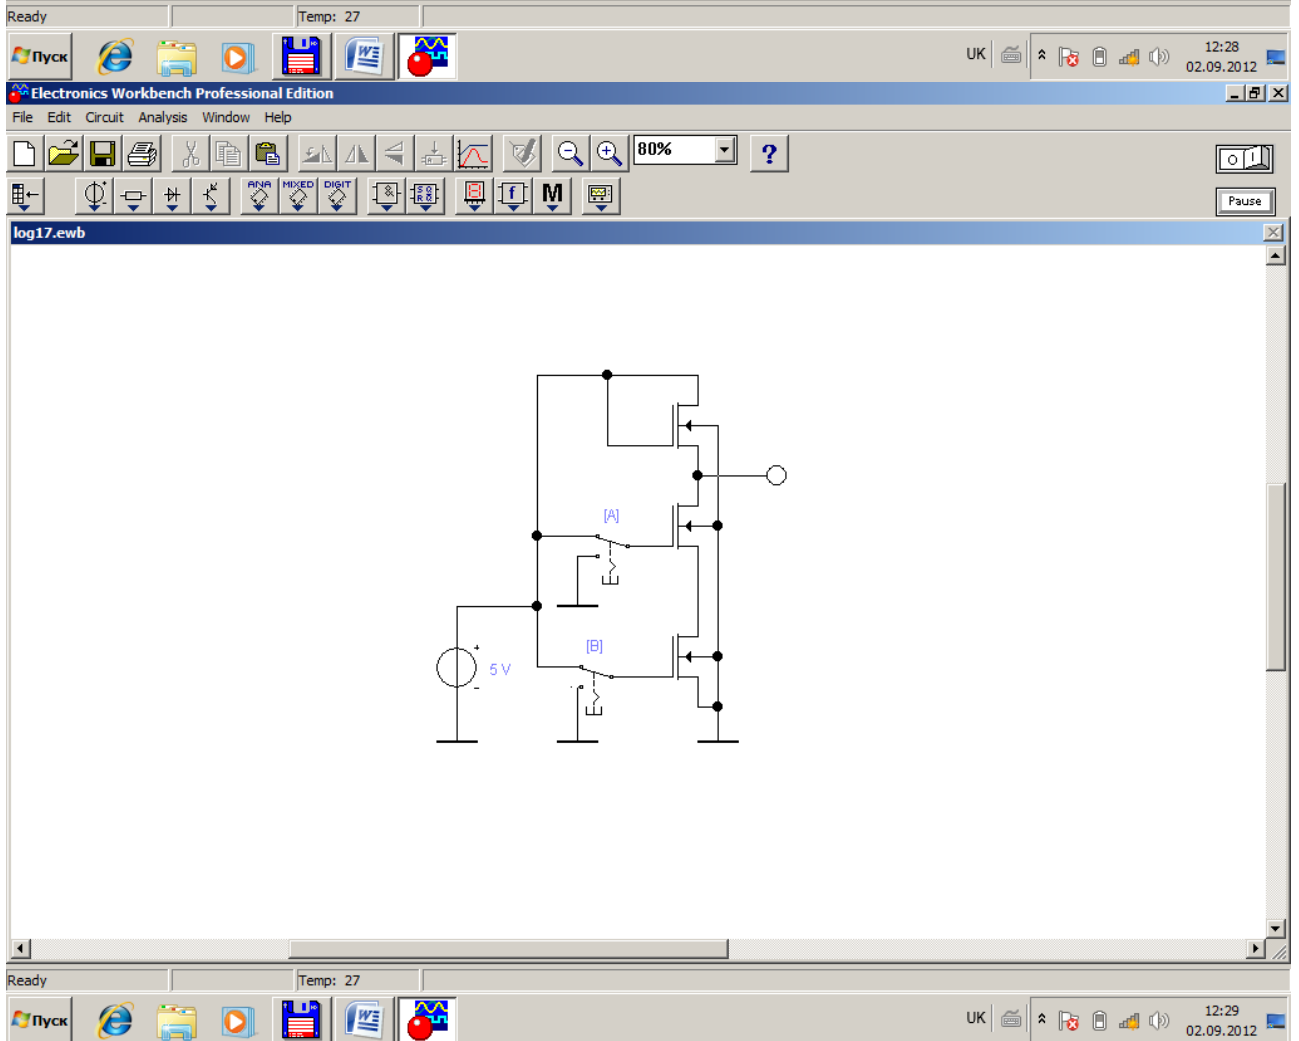 Ready Temp: 27
Пуск UK 12:28
02.09.2012
Electronics Workbench Professional Edition
File Edit Circuit Analysis Window Help
80% ?
ANA MIXED DIGIT & f M
Pause
log17.ewb
[A]
[B]
+
5 V
−
Ready Temp: 27
Пуск UK 12:29
02.09.2012